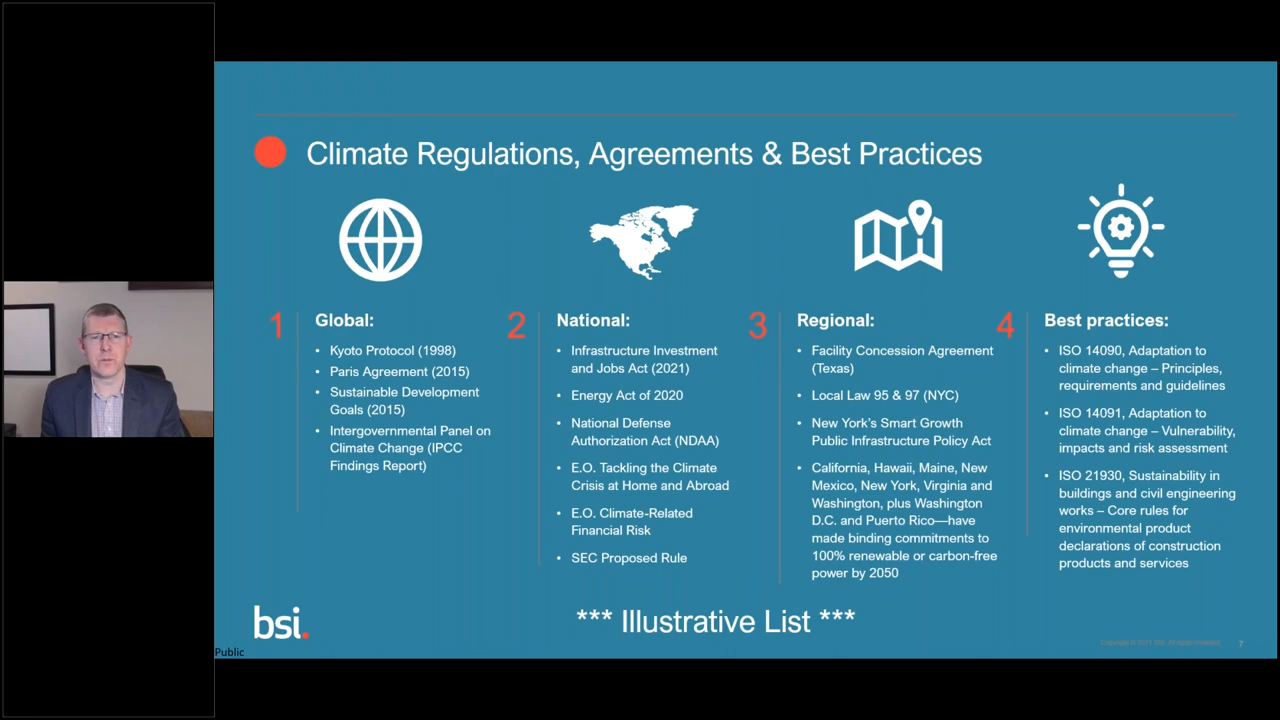 Climate Regulations, Agreements & Best Practices
1
Global:
• Kyoto Protocol (1998)
• Paris Agreement (2015)
• Sustainable Development
Goals (2015)
• Intergovernmental Panel on
Climate Change (IPCC
Findings Report)
2
National:
• Infrastructure Investment
and Jobs Act (2021)
• Energy Act of 2020
• National Defense
Authorization Act (NDAA)
• E.O. Tackling the Climate
Crisis at Home and Abroad
• E.O. Climate-Related
Financial Risk
• SEC Proposed Rule
3
Regional:
• Facility Concession Agreement
(Texas)
• Local Law 95 & 97 (NYC)
• New York's Smart Growth
Public Infrastructure Policy Act
• California, Hawaii, Maine, New
Mexico, New York, Virginia and
Washington, plus Washington
D.C. and Puerto Rico—have
made binding commitments to
100% renewable or carbon-free
power by 2050
4
Best practices:
• ISO 14090, Adaptation to
climate change – Principles,
requirements and guidelines
• ISO 14091, Adaptation to
climate change – Vulnerability,
impacts and risk assessment
• ISO 21930, Sustainability in
buildings and civil engineering
works – Core rules for
environmental product
declarations of construction
products and services
*** Illustrative List ***
bsi.
Public
Copyright © 2021 BSI. All rights reserved.
7